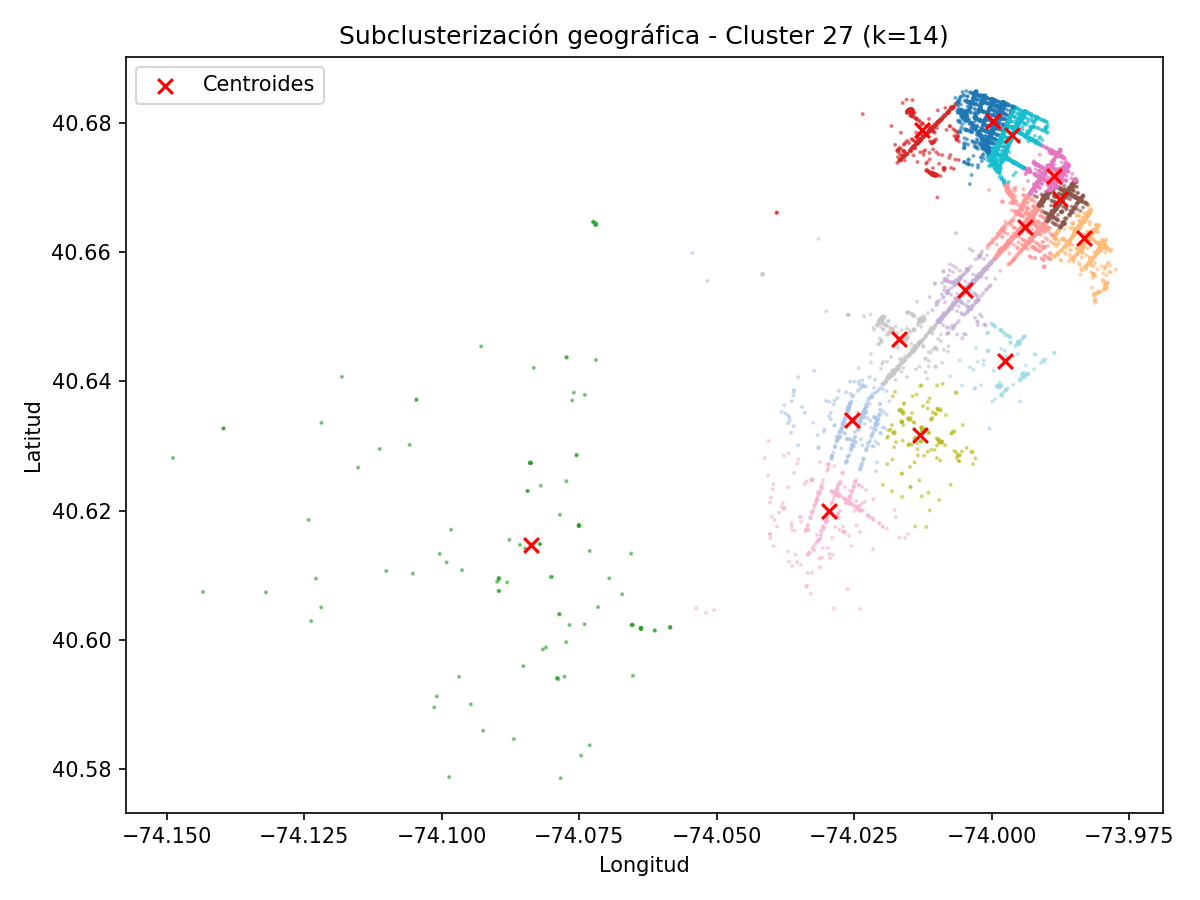 Subclusterización geográfica - Cluster 27 (k=14)
Centroides
40.68
40.66
40.64
40.62
40.60
40.58
Latitud
−74.150 −74.125 −74.100 −74.075 −74.050 −74.025 −74.000 −73.975
Longitud